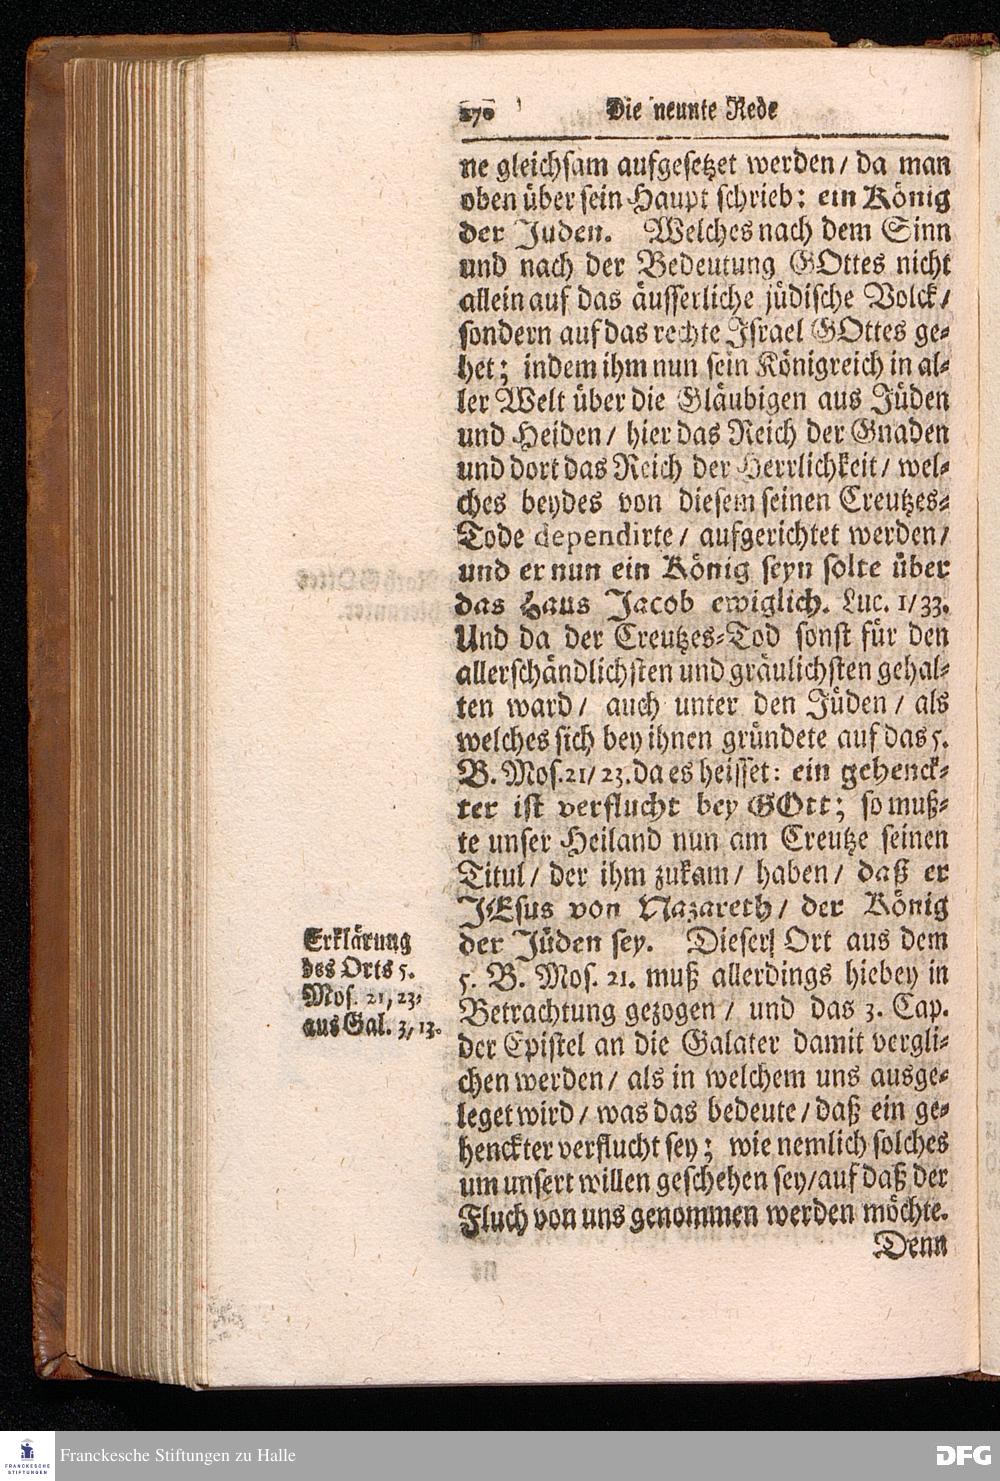 270 Die neunte Rede
ne gleichsam aufgesetzet werden/ da man
oben über sein Haupt schrieb: ein König
der Juden. Welches nach dem Sinn
und nach der Bedeutung GOttes nicht
allein auf das äusserliche jüdische Volck/
sondern auf das rechte Israel GOttes ge-
het; indem ihm nun sein Königreich in al-
ler Welt über die Gläubigen aus Jüden
und Heiden/ hier das Reich der Gnaden
und dort das Reich der Herrlichkeit/ wel-
ches beydes von diesem seinen Creutzes-
Tode dependirte/ aufgerichtet werden/
und er nun ein König seyn solte über
das Haus Jacob ewiglich. Luc. 1/33.
Und da der Creutzes-Tod sonst für den
allerschändlichsten und gräulichsten gehal-
ten ward/ auch unter den Jüden/ als
welches sich bey ihnen gründete auf das 5.
B. Mos. 21/23. da es heisset: ein gehenck-
ter ist verflucht bey GOtt; so muß-
te unser Heiland nun am Creutze seinen
Titul/ der ihm zukam/ haben/ daß er
JEsus von Nazareth/ der König
der Jüden sey. Dieser Ort aus dem
5. B. Mos. 21. muß allerdings hiebey in
Betrachtung gezogen/ und das 3. Cap.
der Epistel an die Galater damit vergli-
chen werden/ als in welchem uns ausge-
leget wird/ was das bedeute/ daß ein ge-
henckter verflucht sey; wie nemlich solches
um unsert willen geschehen sey/ auf daß der
Fluch von uns genommen werden möchte.
Denn
Erklärung
des Orts 5.
Mos. 21, 23.
aus Gal. 3, 13.
FRANCKESCHE
STIFTUNGEN
Franckesche Stiftungen zu Halle
DFG